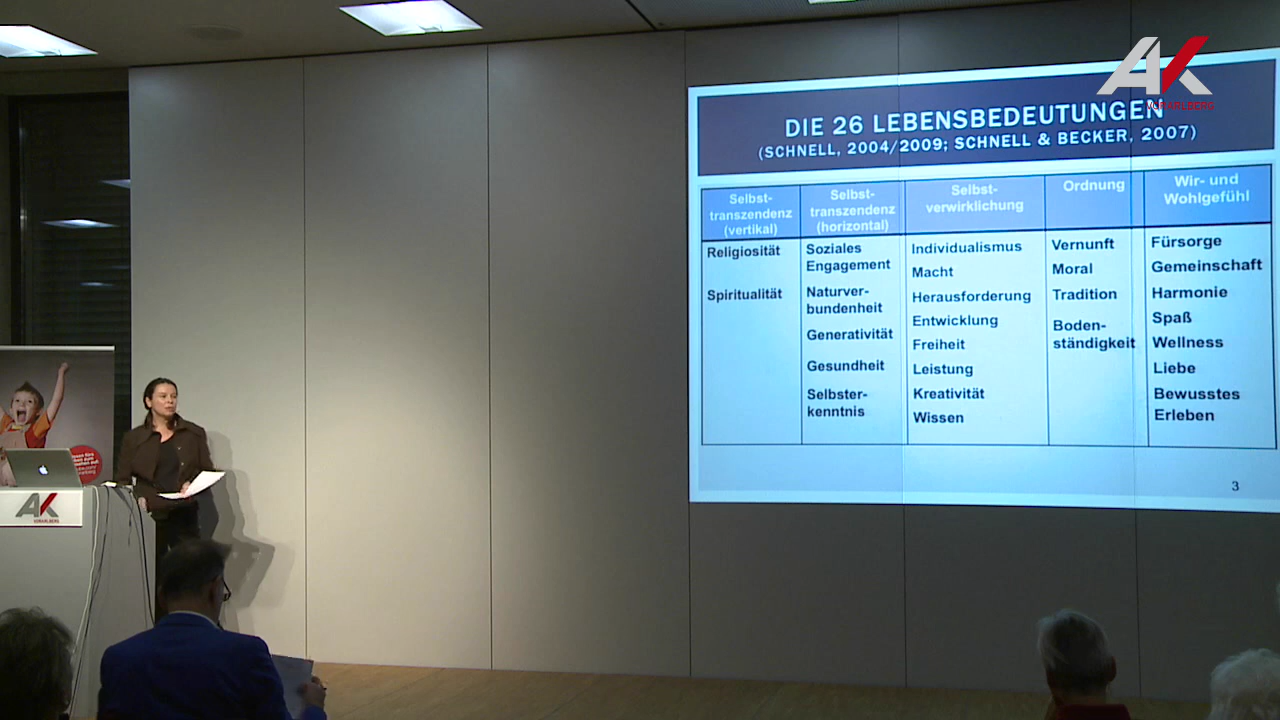 AK
VORARLBERG
DIE 26 LEBENSBEDEUTUNGEN
(SCHNELL, 2004/2009; SCHNELL & BECKER, 2007)
Selbst-
transzendenz
(vertikal)
Religiosität
Spiritualität
Selbst-
transzendenz
(horizontal)
Soziales
Engagement
Naturver-
bundenheit
Generativität
Gesundheit
Selbster-
kenntnis
Selbst-
verwirklichung
Individualismus
Macht
Herausforderung
Entwicklung
Freiheit
Leistung
Kreativität
Wissen
Ordnung
Vernunft
Moral
Tradition
Boden-
ständigkeit
Wir- und
Wohlgefühl
Fürsorge
Gemeinschaft
Harmonie
Spaß
Wellness
Liebe
Bewusstes
Erleben
3
AK
VORARLBERG